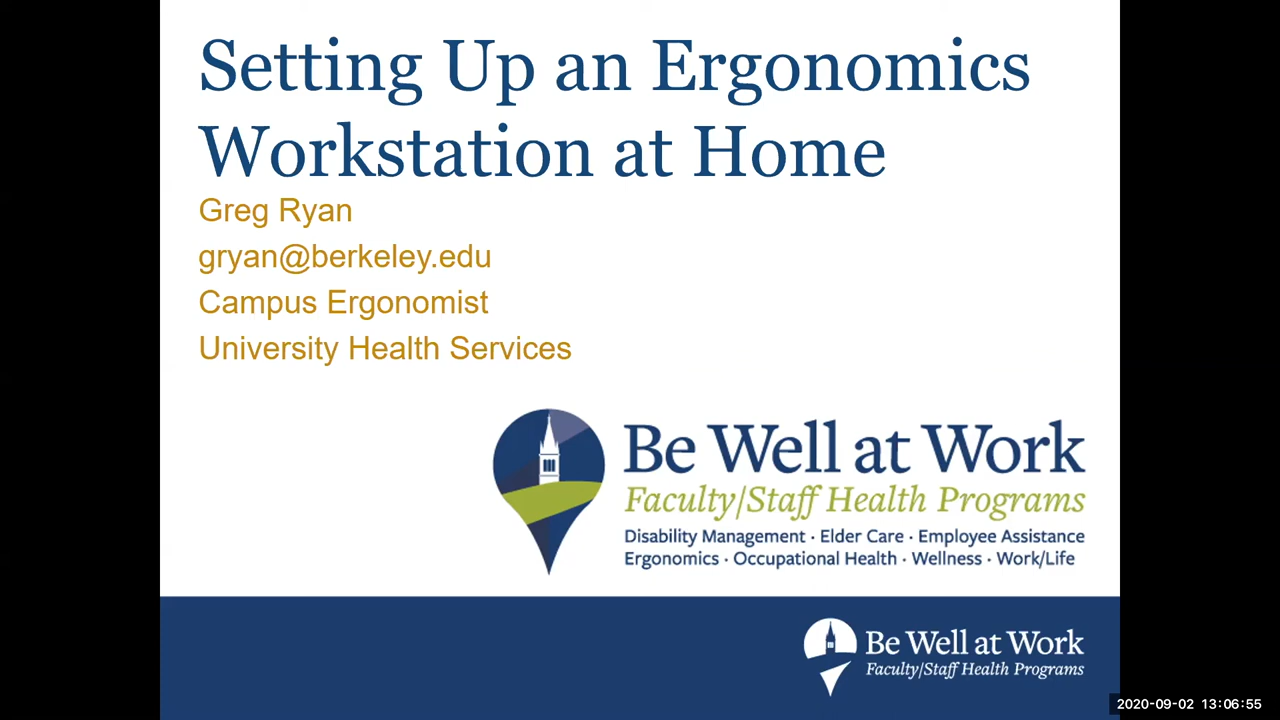 Setting Up an Ergonomics
Workstation at Home
Greg Ryan
gryan@berkeley.edu
Campus Ergonomist
University Health Services
Be Well at Work
Faculty/Staff Health Programs
Disability Management · Elder Care · Employee Assistance
Ergonomics · Occupational Health · Wellness · Work/Life
Be Well at Work
Faculty/Staff Health Programs
2020-09-02 13:06:55